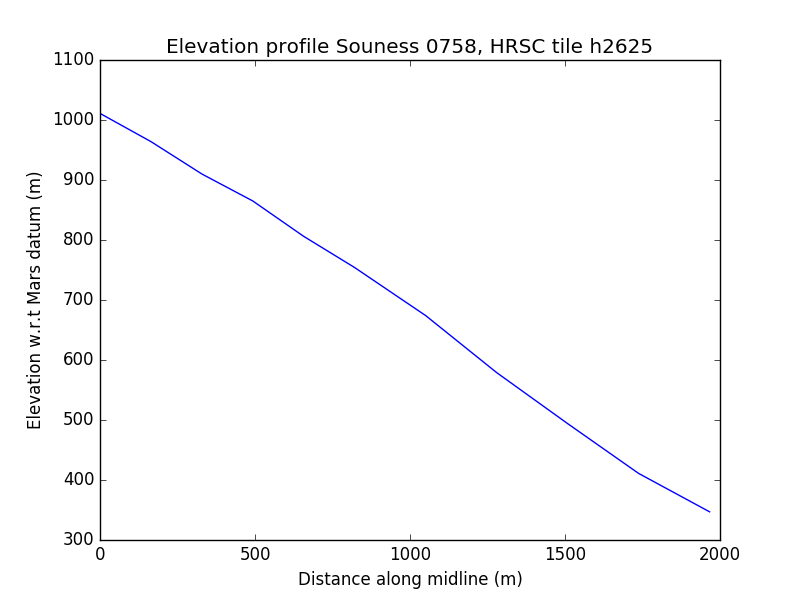 Elevation profile Souness 0758, HRSC tile h2625
1100
1000
900
800
700
600
500
400
300
Elevation w.r.t Mars datum (m)
0 500 1000 1500 2000
Distance along midline (m)